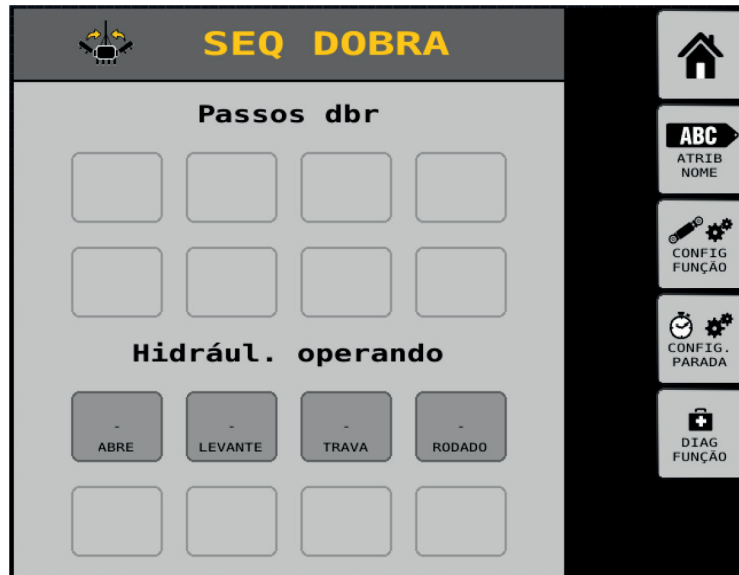 SEQ DOBRA
Passos dbr
Hidrául. operando
-
ABRE
-
LEVANTE
-
TRAVA
-
RODADO
ABC
ATRIB
NOME
CONFIG
FUNÇÃO
CONFIG.
PARADA
DIAG
FUNÇÃO